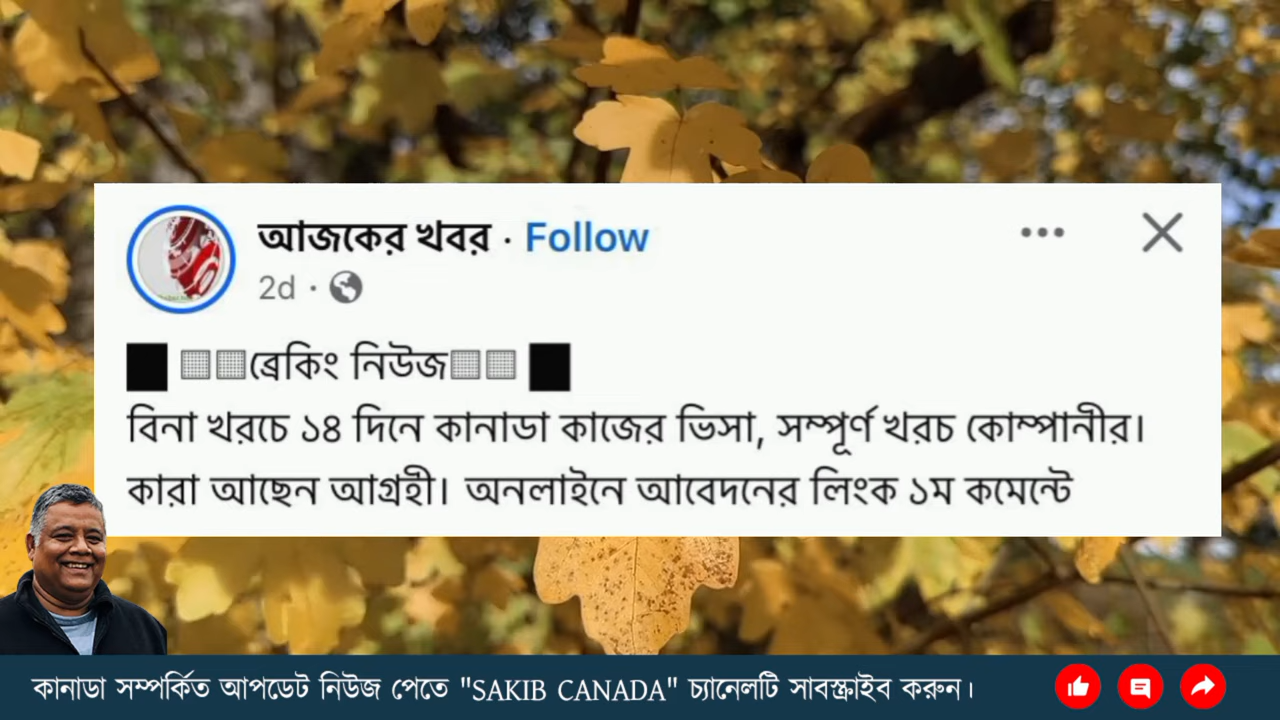 আজকের খবর · Follow
2d ·
ব্রেকিং নিউজ
বিনা খরচে ১৪ দিনে কানাডা কাজের ভিসা, সম্পূর্ণ খরচ কোম্পানীর।
কারা আছেন আগ্রহী। অনলাইনে আবেদনের লিংক ১ম কমেন্টে
কানাডা সম্পর্কিত আপডেট নিউজ পেতে "SAKIB CANADA" চ্যানেলটি সাবস্ক্রাইব করুন।